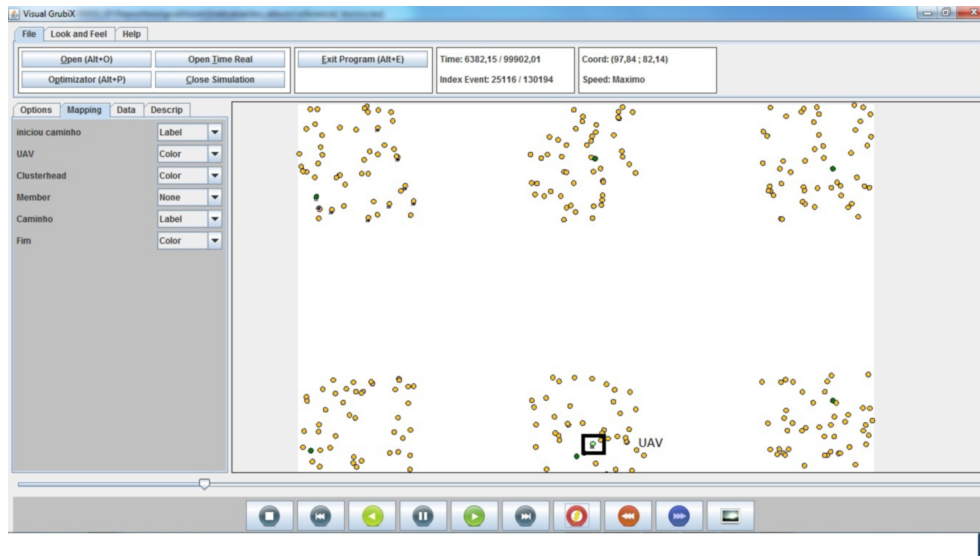 Visual GrubiX
File Look and Feel Help
Open (Alt+O) Open Time Real Exit Program (Alt+E) Time: 6382,15 / 99902,01 Coord: (97,84 ; 82,14)
Optimizator (Alt+P) Close Simulation Index Event: 25116 / 130194 Speed: Maximo
Options Mapping Data Descrip
iniciou caminho Label
UAV Color
Clusterhead Color
Member None
Caminho Label
Fim Color
UAV